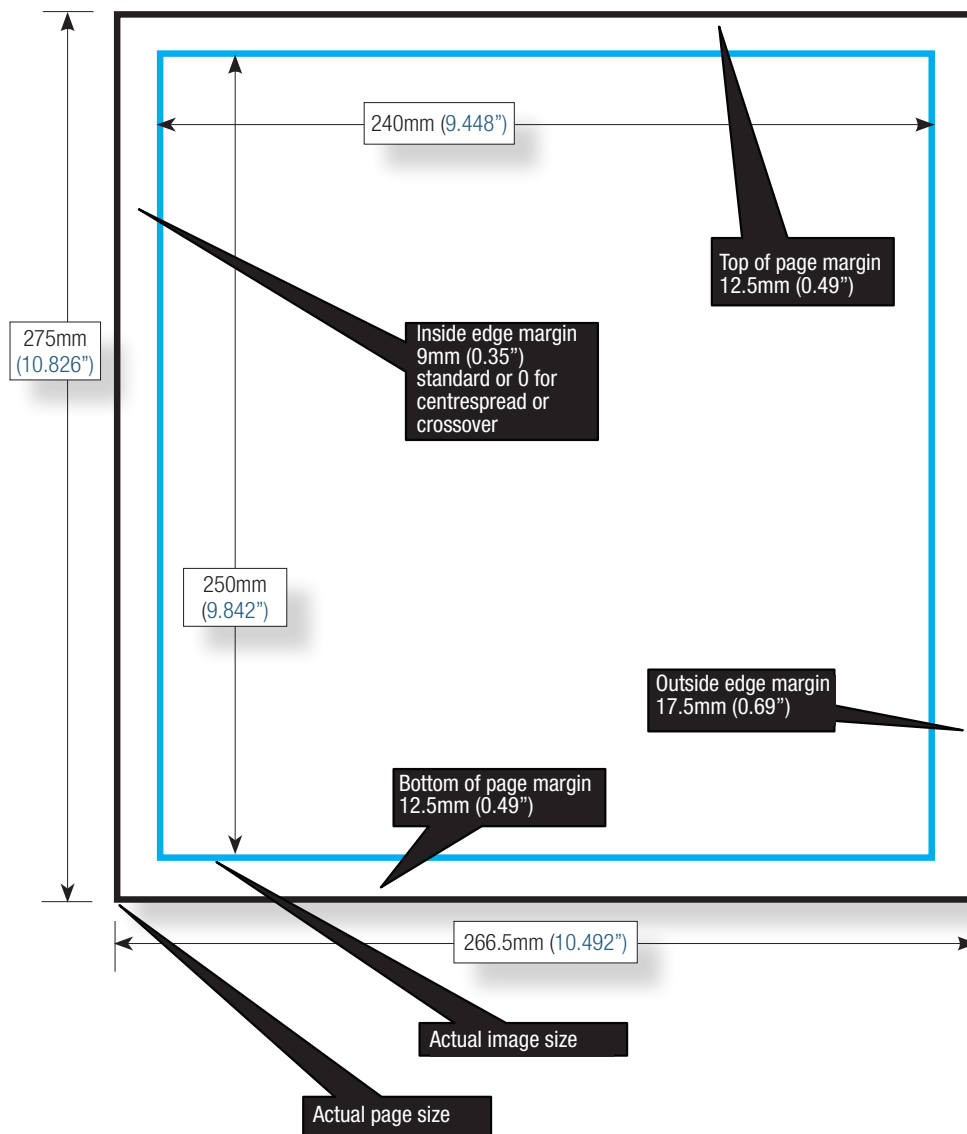 240mm (9.448”)
Top of page margin
12.5mm (0.49”)
275mm
(10.826”)
Inside edge margin
9mm (0.35”)
standard or 0 for
centrespread or
crossover
250mm
(9.842”)
Outside edge margin
17.5mm (0.69”)
Bottom of page margin
12.5mm (0.49”)
266.5mm (10.492”)
Actual image size
Actual page size